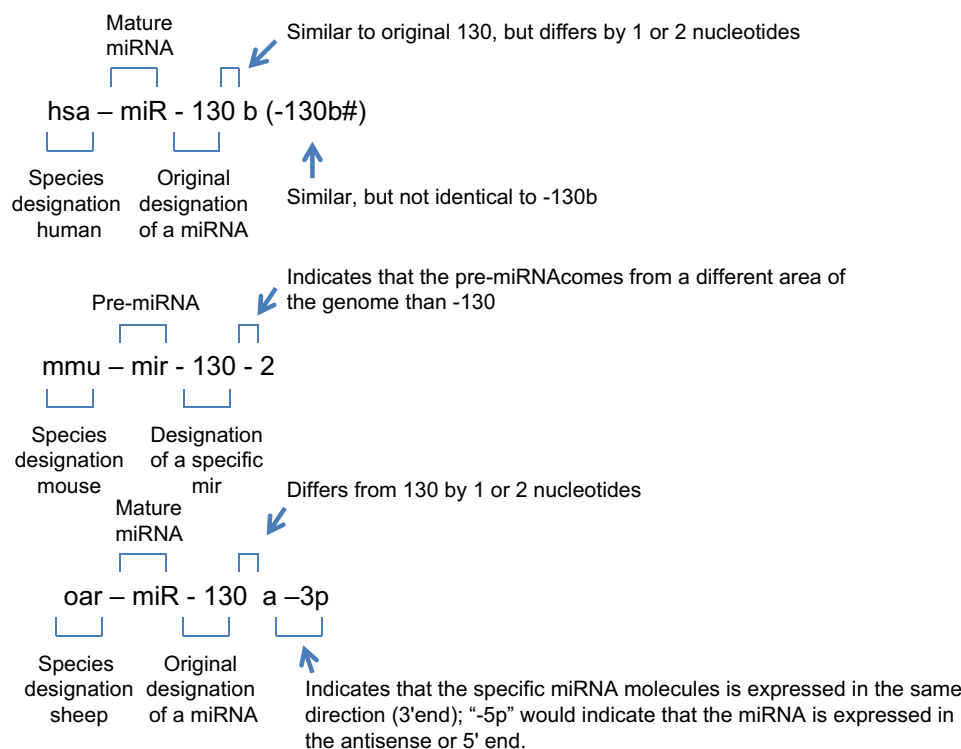 Mature
miRNA
Similar to original 130, but differs by 1 or 2 nucleotides
hsa – miR - 130 b (-130b#)
Species
designation
human
Original
designation
of a miRNA
Similar, but not identical to -130b
Indicates that the pre-miRNAcomes from a different area of
the genome than -130
Pre-miRNA
mmu – mir - 130 - 2
Species
designation
mouse
Designation
of a specific
mir
Differs from 130 by 1 or 2 nucleotides
Mature
miRNA
oar – miR - 130 a –3p
Species
designation
sheep
Original
designation
of a miRNA
Indicates that the specific miRNA molecules is expressed in the same
direction (3'end); “-5p” would indicate that the miRNA is expressed in
the antisense or 5' end.